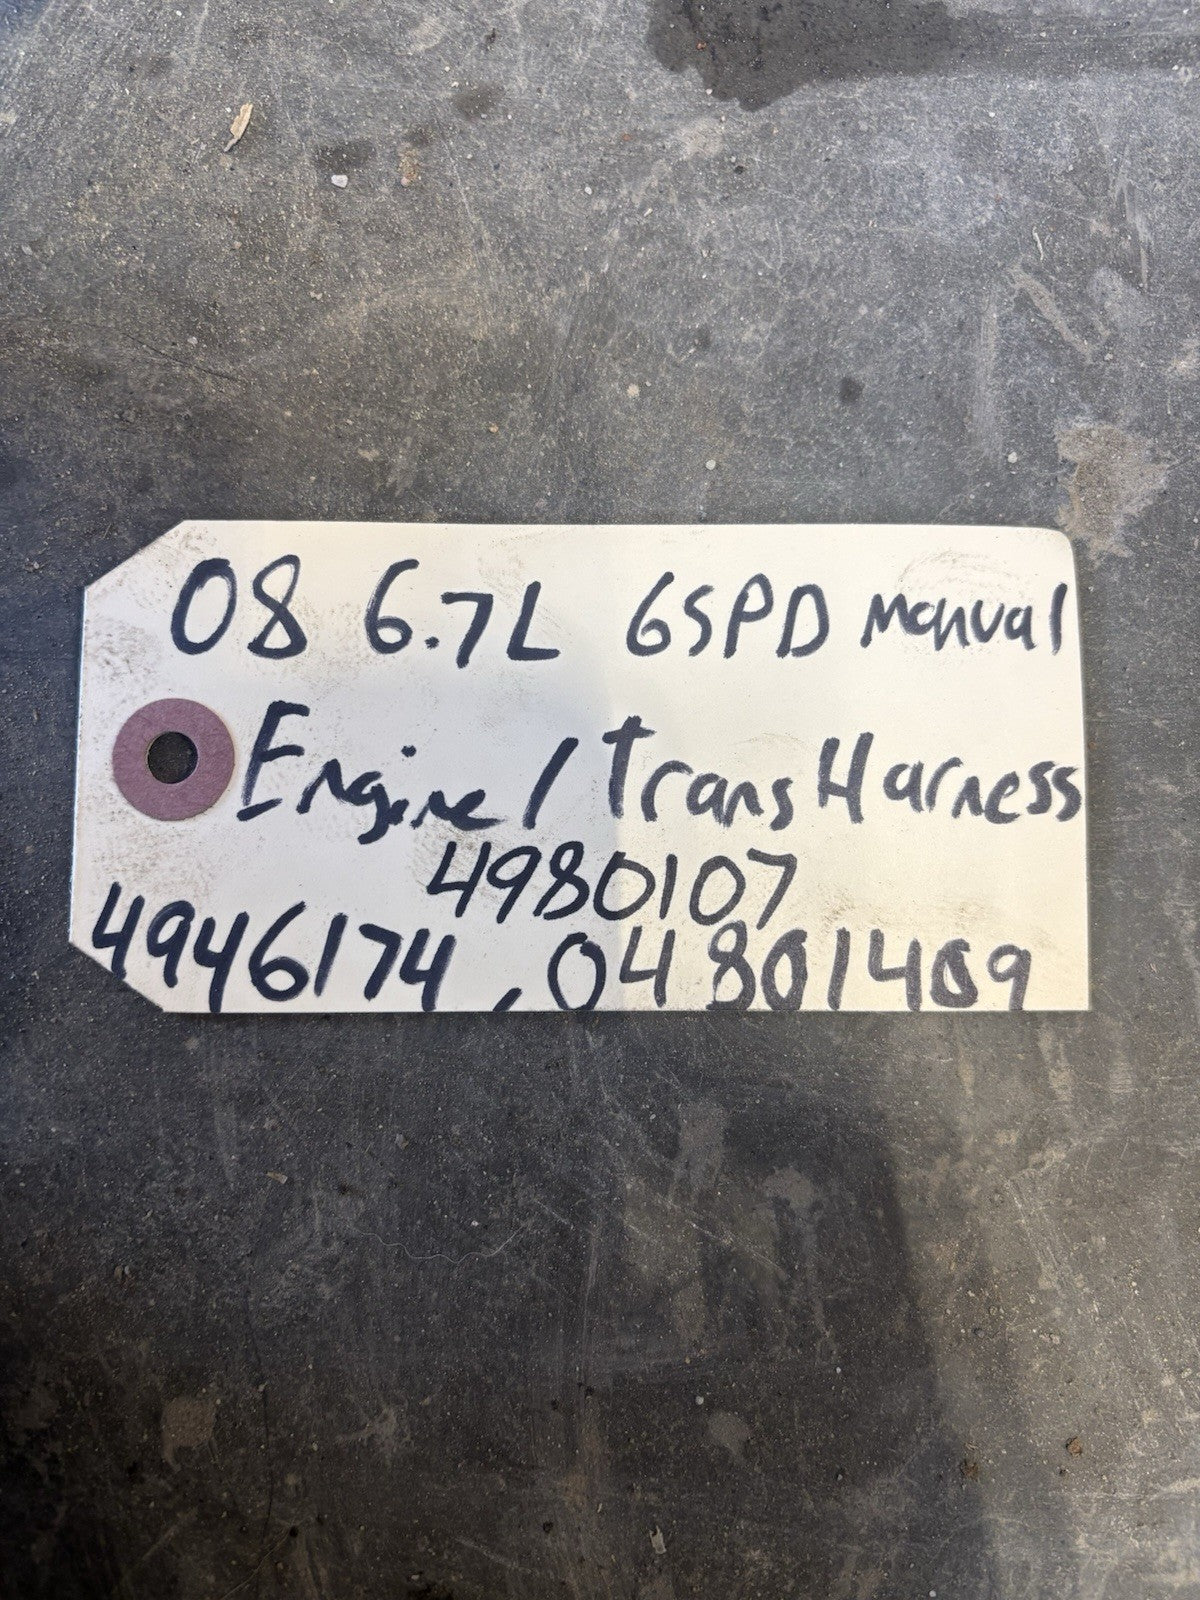 08 6.7L 6SPD Manual
Engine / Trans Harness
4980107
4946174, 04801409